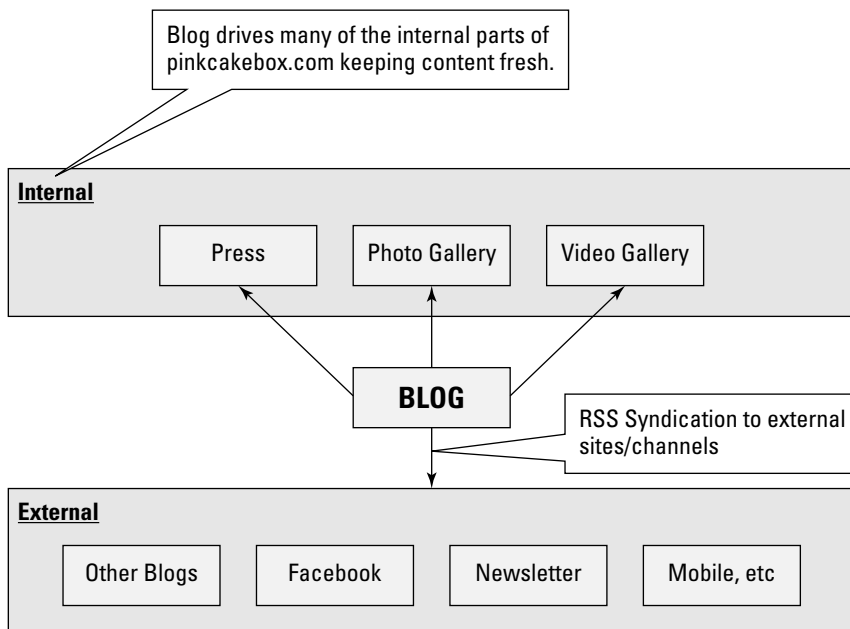 Blog drives many of the internal parts of
pinkcakebox.com keeping content fresh.
Internal
Press
Photo Gallery
Video Gallery
BLOG
RSS Syndication to external
sites/channels
External
Other Blogs
Facebook
Newsletter
Mobile, etc